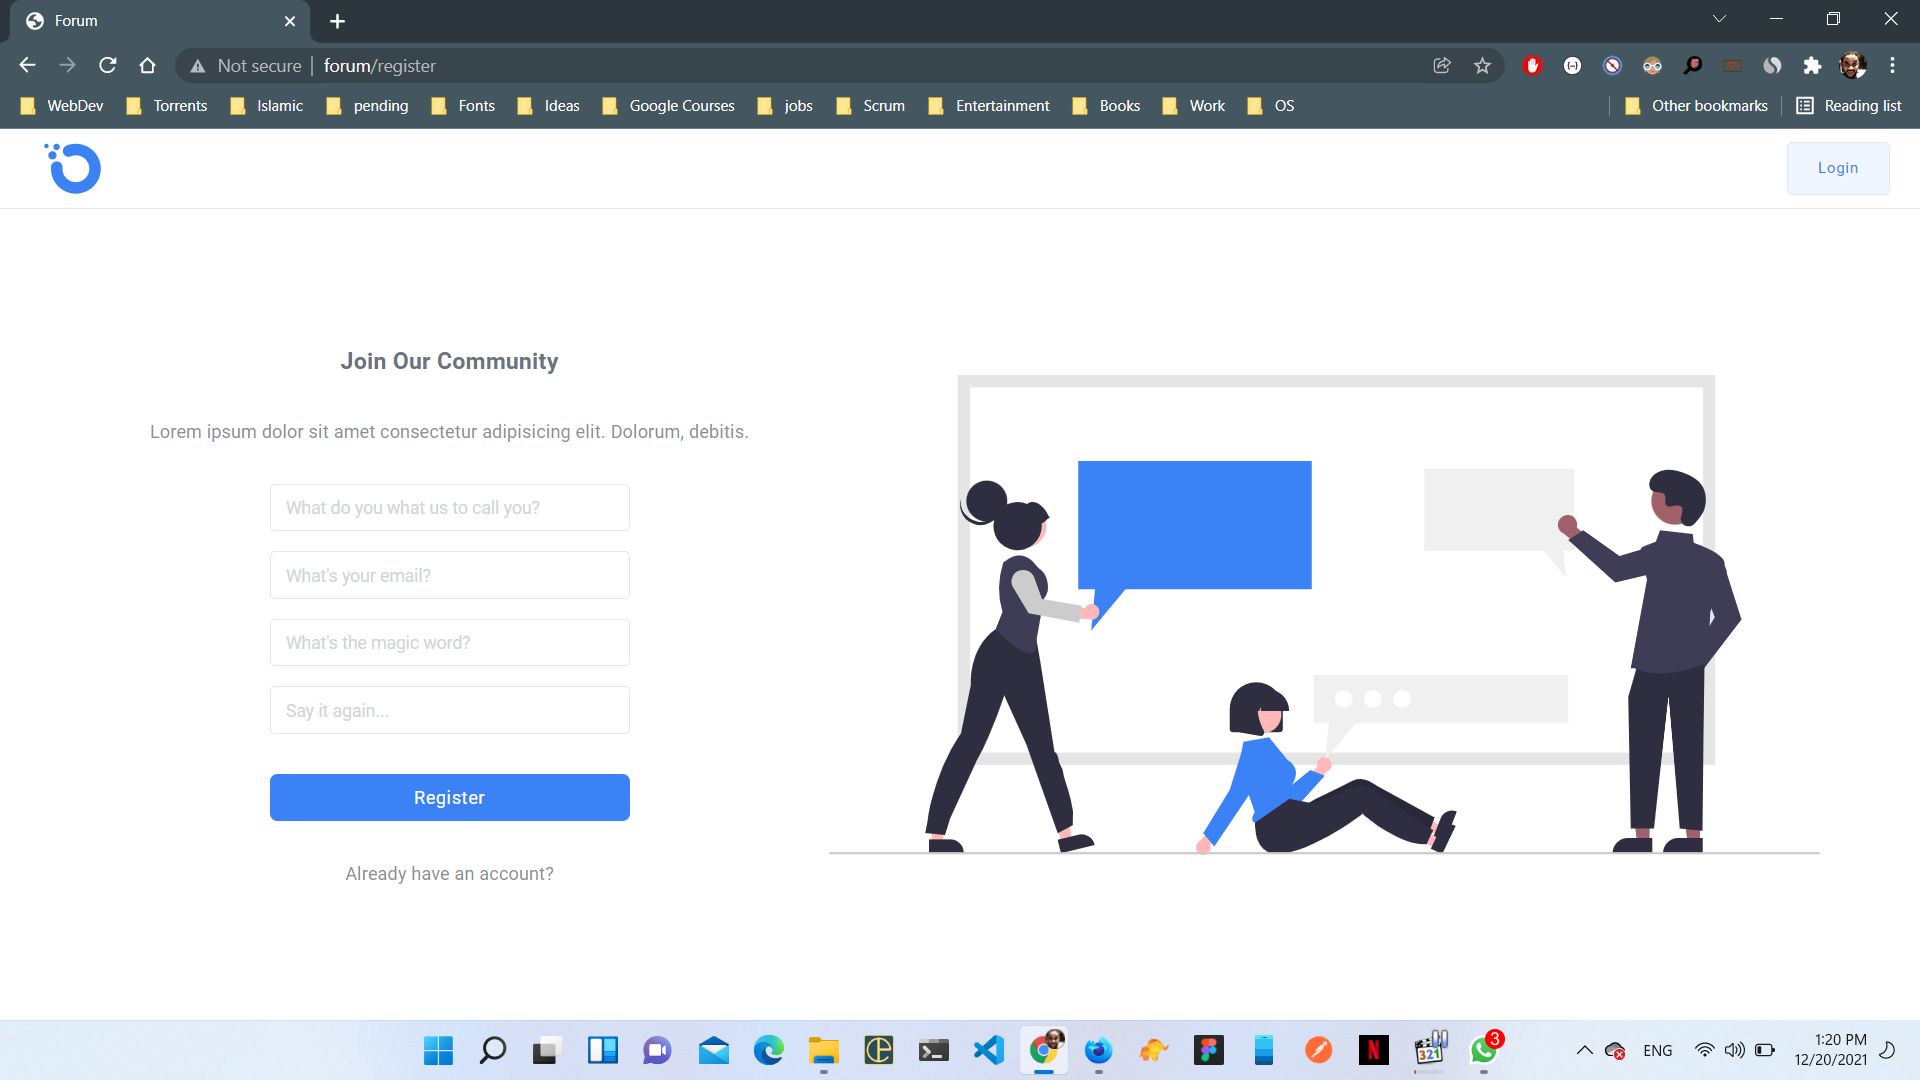 Forum
Not secure
forum/register
WebDev
Torrents
Islamic
pending
Fonts
Ideas
Google Courses
jobs
Scrum
Entertainment
Books
Work
OS
Other bookmarks
Reading list
Login
Join Our Community
Lorem ipsum dolor sit amet consectetur adipisicing elit. Dolorum, debitis.
What do you what us to call you?
What's your email?
What's the magic word?
Say it again...
Register
Already have an account?
N
321
3
ENG
1:20 PM
12/20/2021